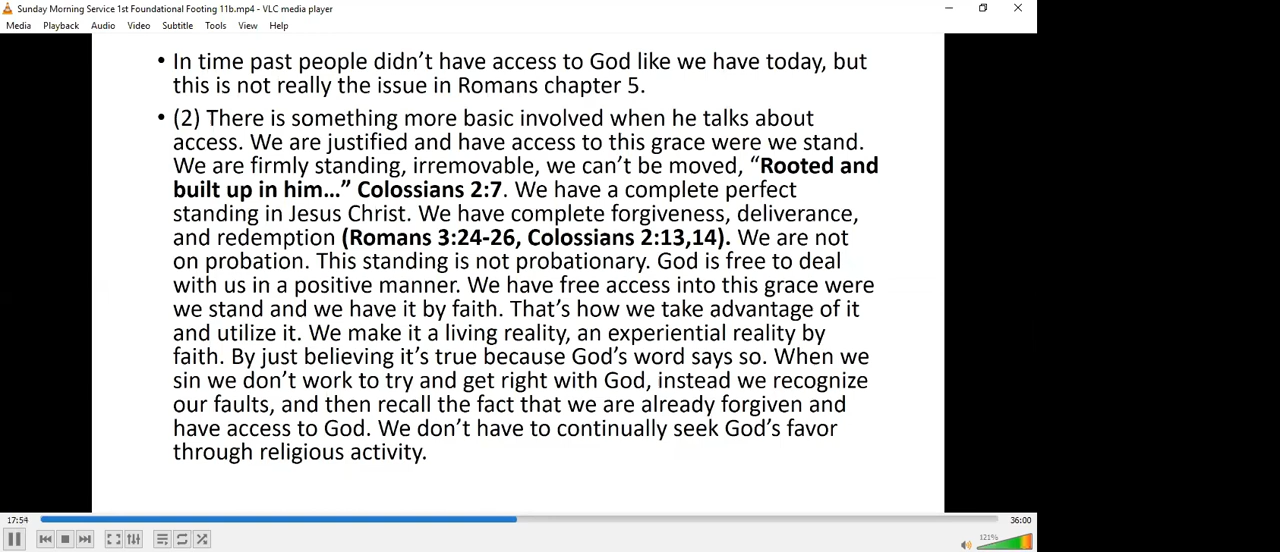 Sunday Morning Service 1st Foundational Footing 11b.mp4 - VLC media player
Media Playback Audio Video Subtitle Tools View Help
• In time past people didn’t have access to God like we have today, but
this is not really the issue in Romans chapter 5.
• (2) There is something more basic involved when he talks about
access. We are justified and have access to this grace were we stand.
We are firmly standing, irremovable, we can’t be moved, “Rooted and
built up in him…” Colossians 2:7. We have a complete perfect
standing in Jesus Christ. We have complete forgiveness, deliverance,
and redemption (Romans 3:24-26, Colossians 2:13,14). We are not
on probation. This standing is not probationary. God is free to deal
with us in a positive manner. We have free access into this grace were
we stand and we have it by faith. That’s how we take advantage of it
and utilize it. We make it a living reality, an experiential reality by
faith. By just believing it’s true because God’s word says so. When we
sin we don’t work to try and get right with God, instead we recognize
our faults, and then recall the fact that we are already forgiven and
have access to God. We don’t have to continually seek God’s favor
through religious activity.
17:54 36:00
121%